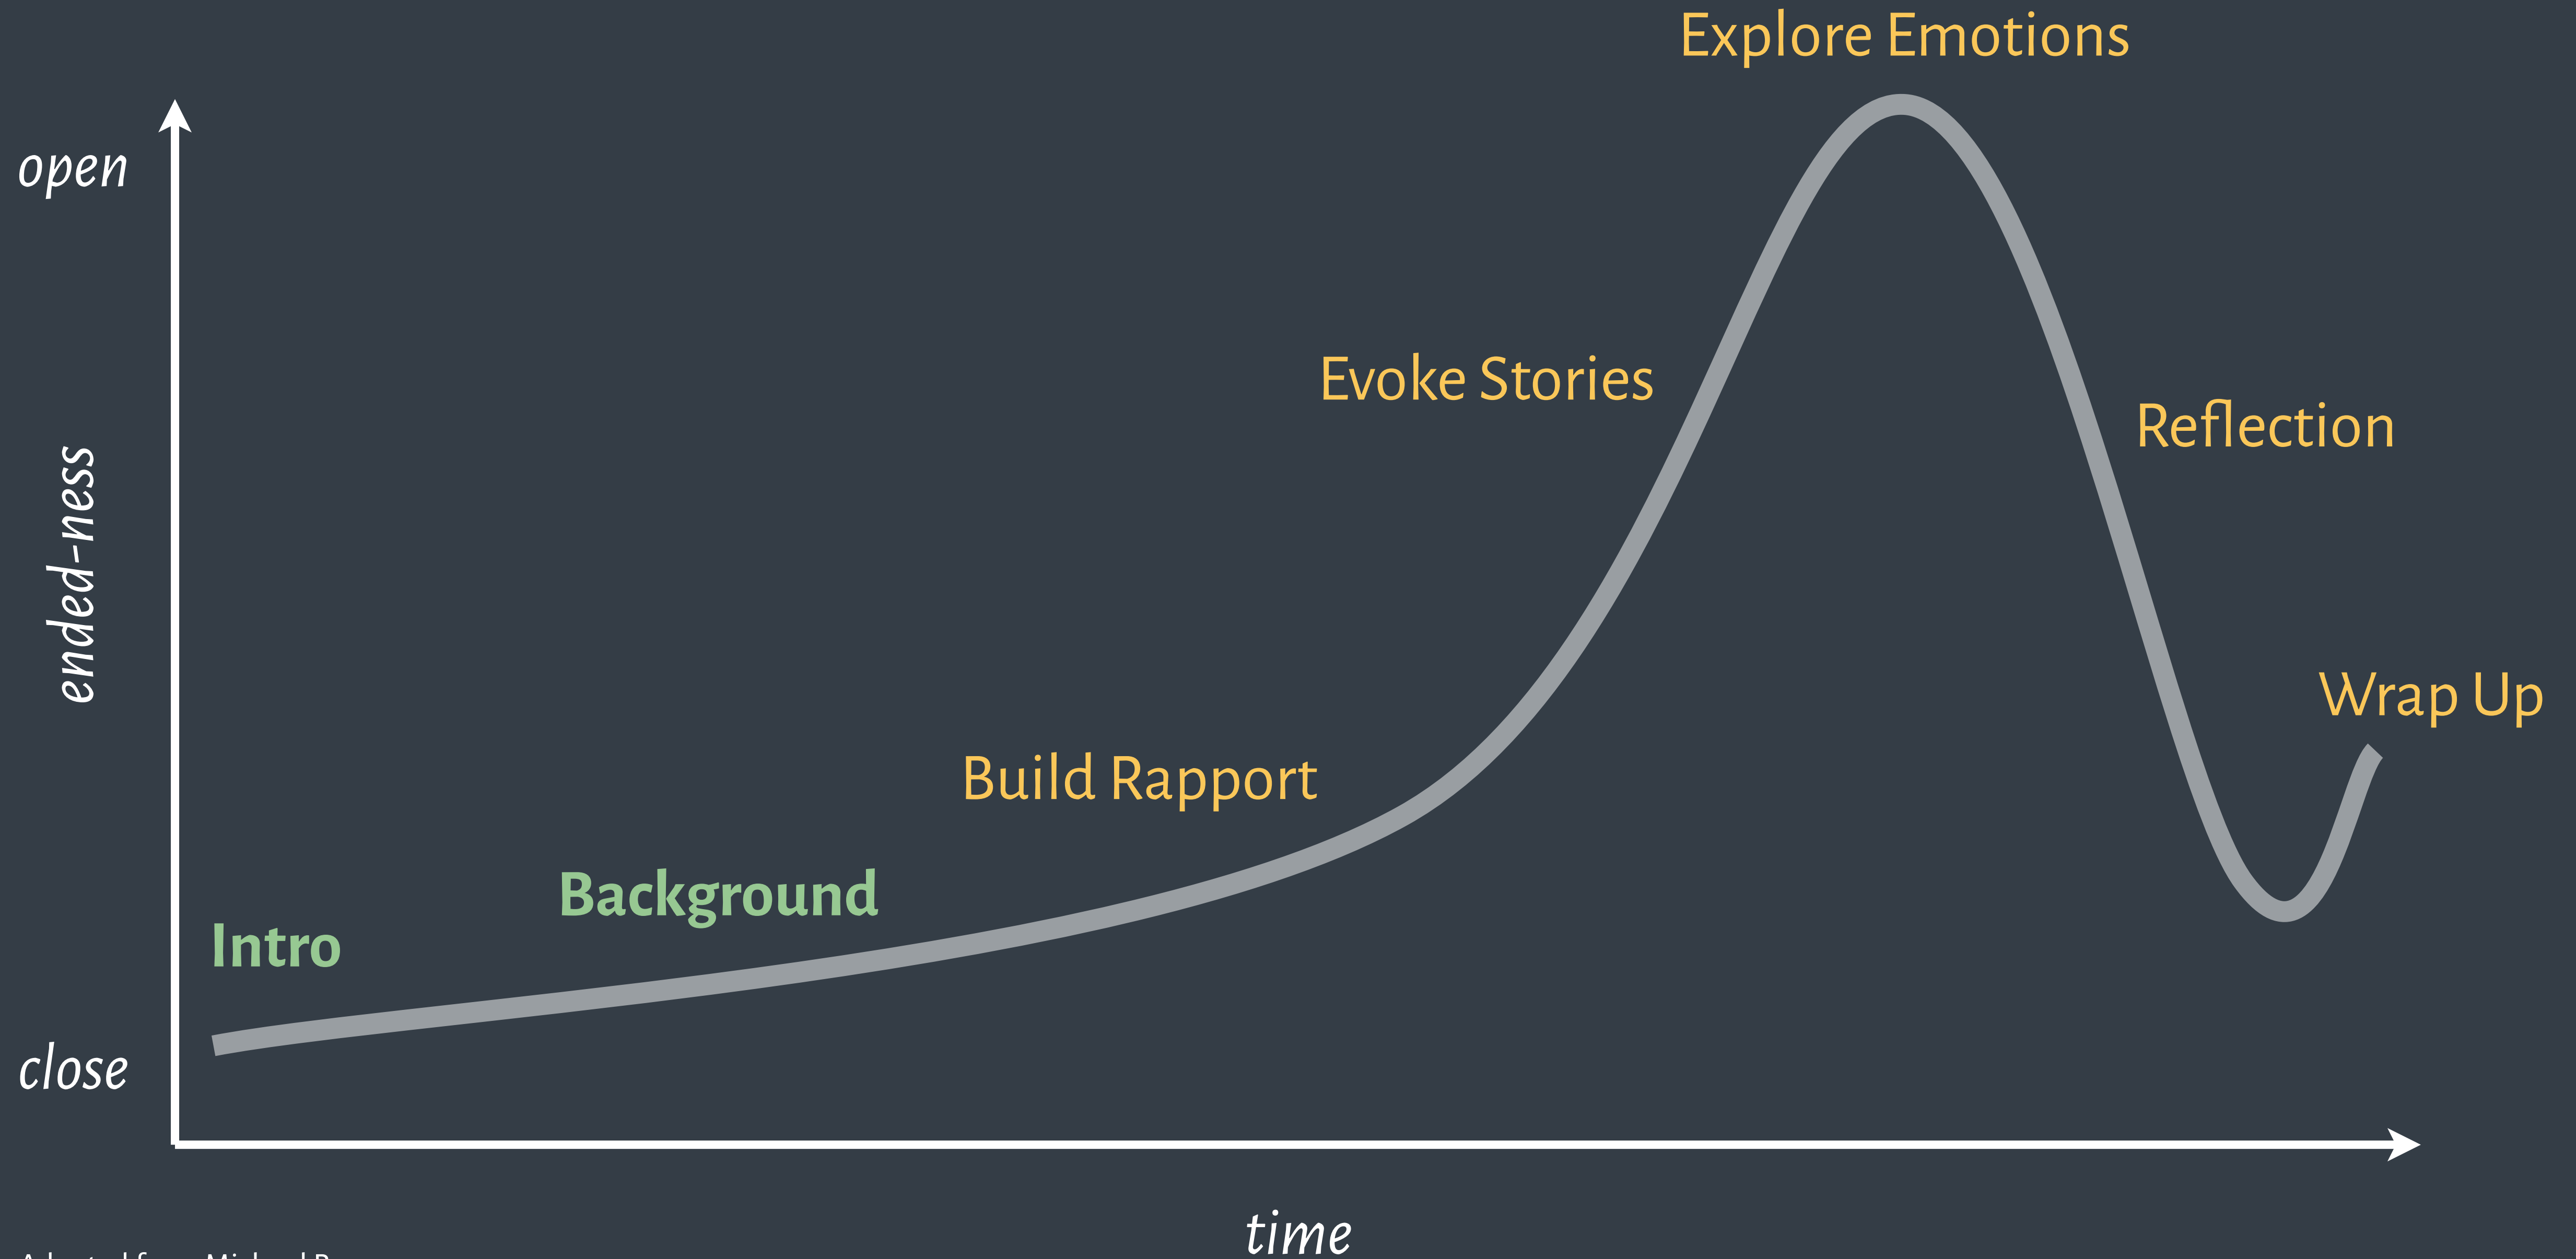 Explore Emotions
open
Evoke Stories
Reflection
ended-ness
Wrap Up
Build Rapport
Background
Intro
close
time